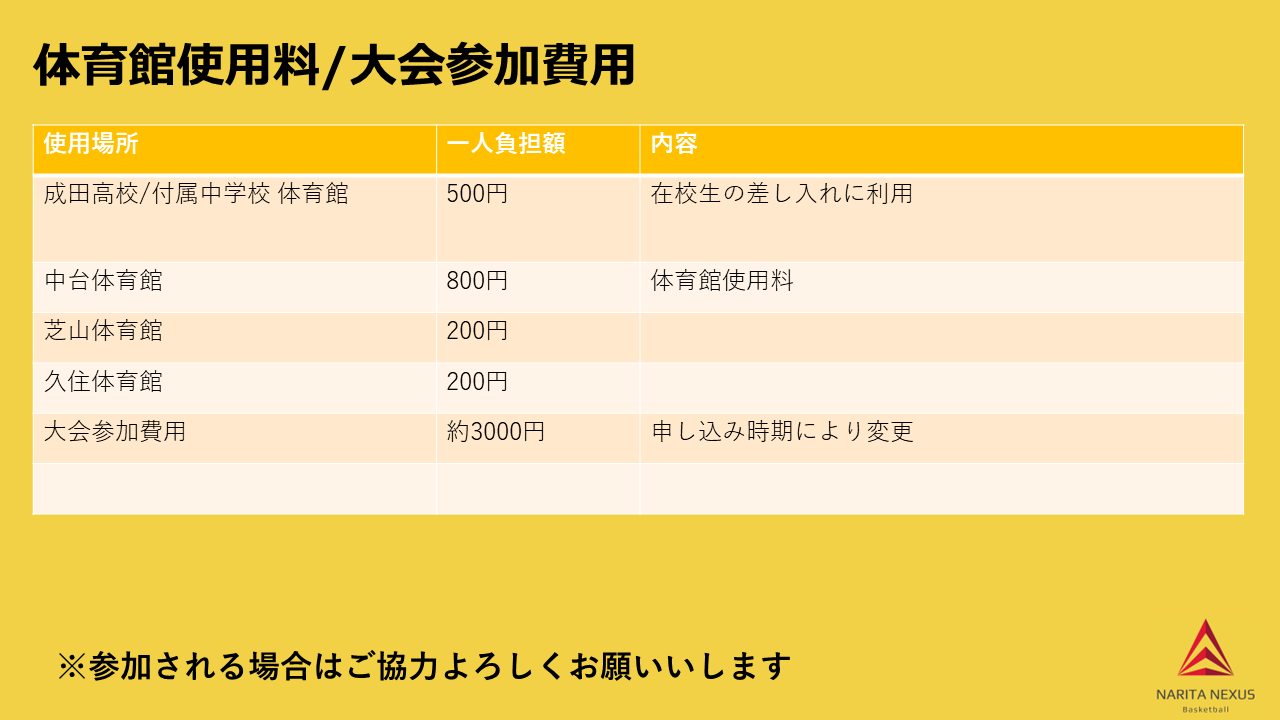 体育館使用料/大会参加費用
使用場所 一人負担額 内容
成田高校/付属中学校 体育館 500円 在校生の差し入れに利用
中台体育館 800円 体育館使用料
芝山体育館 200円
久住体育館 200円
大会参加費用 約3000円 申し込み時期により変更
※参加される場合はご協力よろしくお願いいします
NARITA NEXUS
Basketball